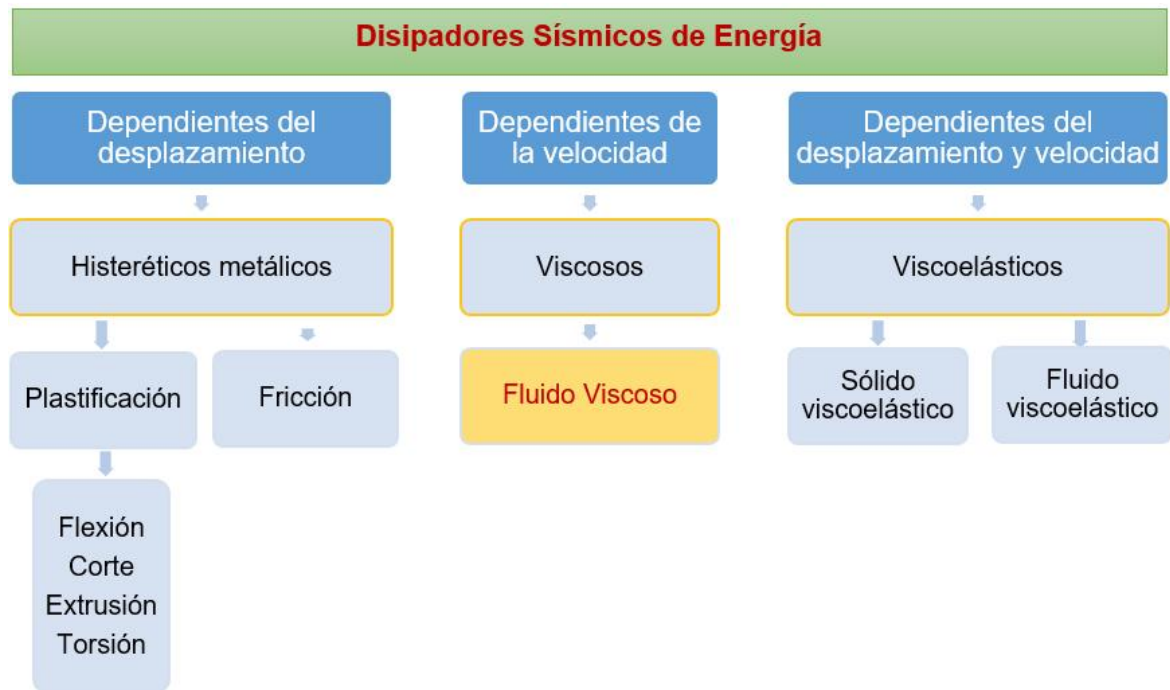 Disipadores Sísmicos de Energía
Dependientes del
desplazamiento
Dependientes de
la velocidad
Dependientes del
desplazamiento y velocidad
Histeréticos metálicos
Viscosos
Viscoelásticos
Plastificación
Fricción
Fluido Viscoso
Sólido
viscoelástico
Fluido
viscoelástico
Flexión
Corte
Extrusión
Torsión